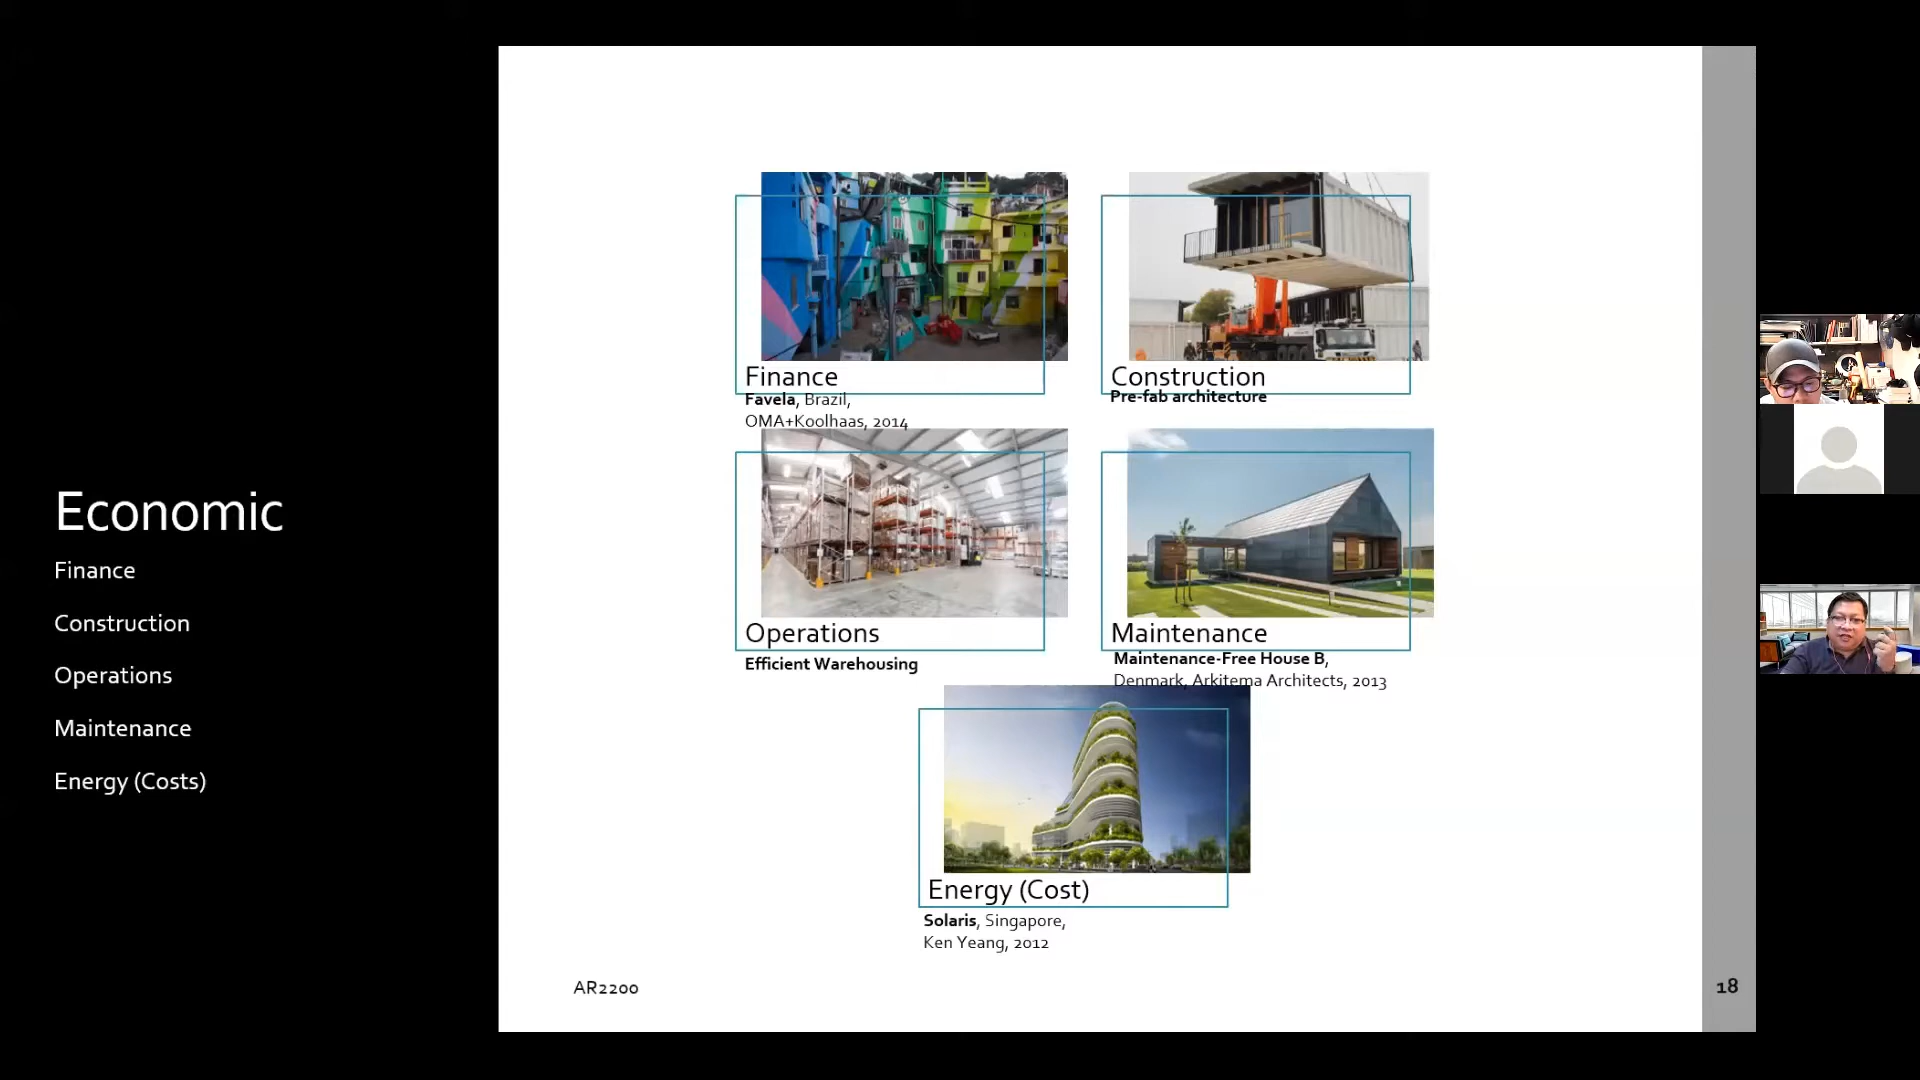 Economic
Finance
Construction
Operations
Maintenance
Energy (Costs)
Finance
Favela, Brazil,
OMA+Koolhaas, 2014
Construction
Pre-fab architecture
Operations
Efficient Warehousing
Maintenance
Maintenance-Free House B,
Denmark, Arkitema Architects, 2013
Energy (Cost)
Solaris, Singapore,
Ken Yeang, 2012
AR2200
18